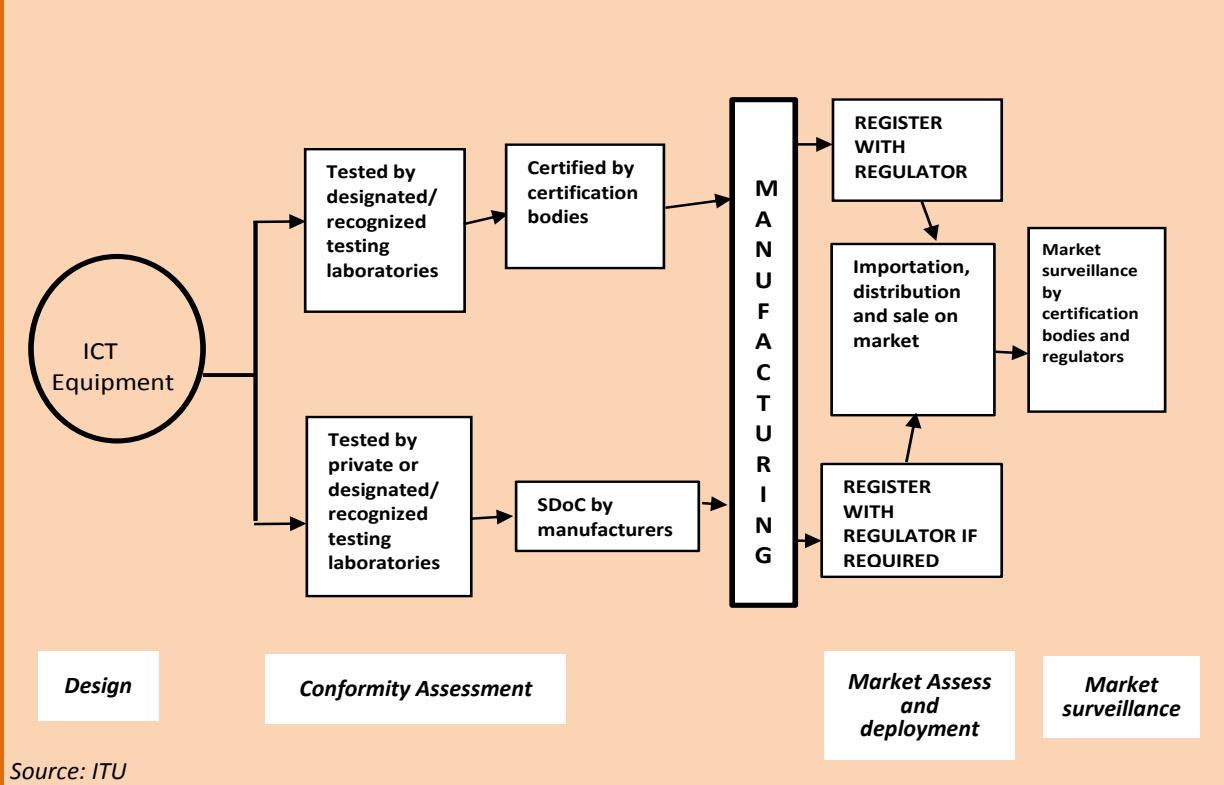 ICT
Equipment
Tested by
designated/
recognized
testing
laboratories
Certified by
certification
bodies
Tested by
private or
designated/
recognized
testing
laboratories
SDoC by
manufacturers
M
A
N
U
F
A
C
T
U
R
I
N
G
REGISTER
WITH
REGULATOR
Importation,
distribution
and sale on
market
REGISTER
WITH
REGULATOR IF
REQUIRED
Market
surveillance
by
certification
bodies and
regulators
Design
Conformity Assessment
Market Assess
and
deployment
Market
surveillance
Source: ITU